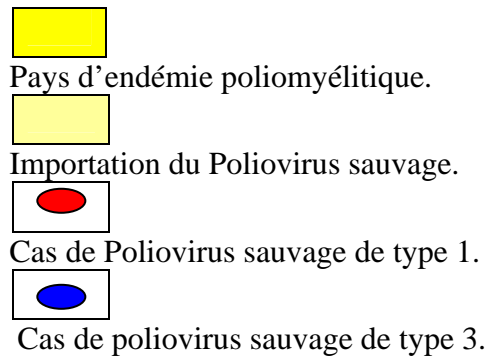 Pays d’endémie poliomyélitique.
Importation du Poliovirus sauvage.
Cas de Poliovirus sauvage de type 1.
Cas de poliovirus sauvage de type 3.